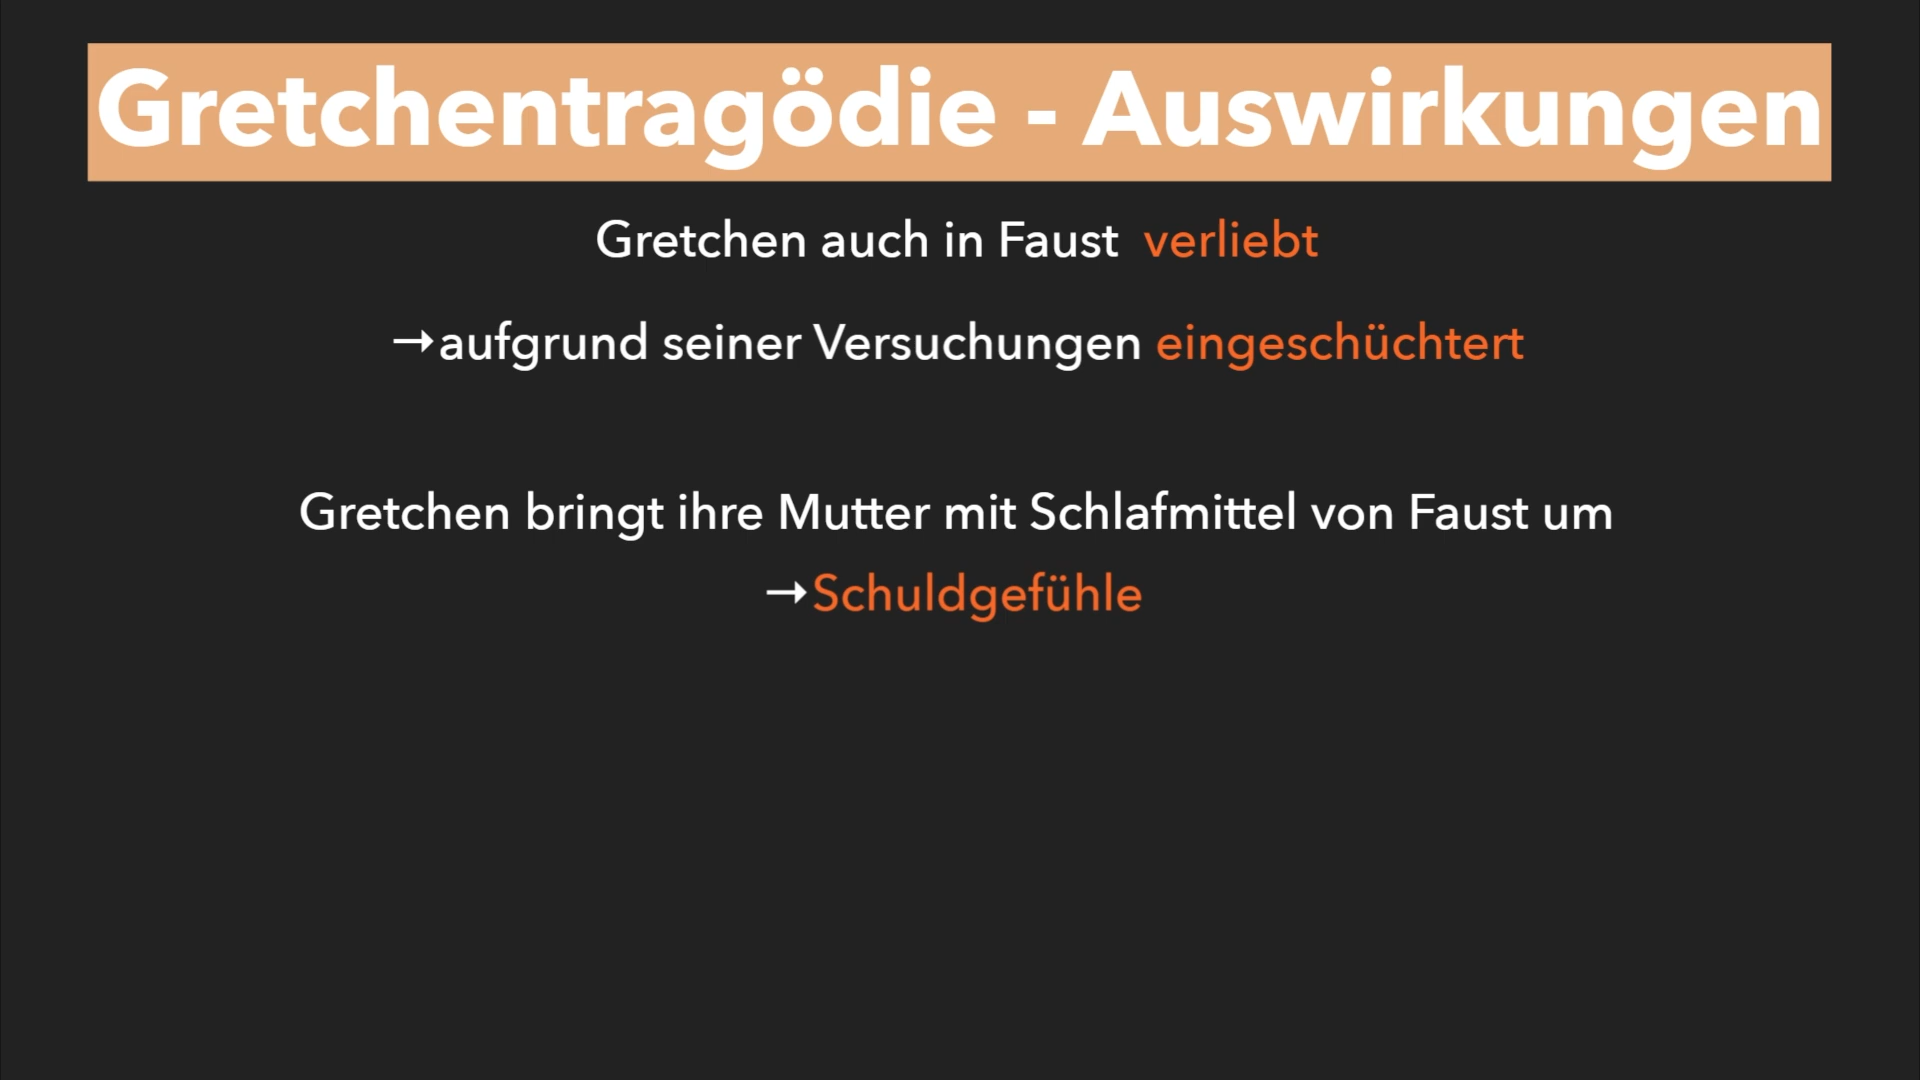 Gretchentragödie - Auswirkungen
Gretchen auch in Faust verliebt
→aufgrund seiner Versuchungen eingeschüchtert
Gretchen bringt ihre Mutter mit Schlafmittel von Faust um
→Schuldgefühle